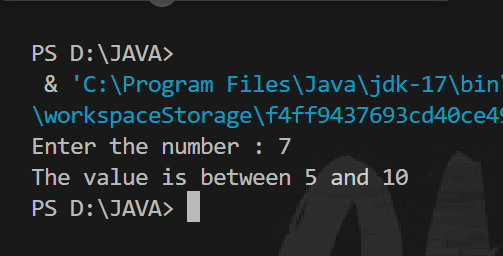 PS D:\JAVA>
& 'C:\Program Files\Java\jdk-17\bin\
\workspaceStorage\f4ff9437693cd40ce49
Enter the number : 7
The value is between 5 and 10
PS D:\JAVA>